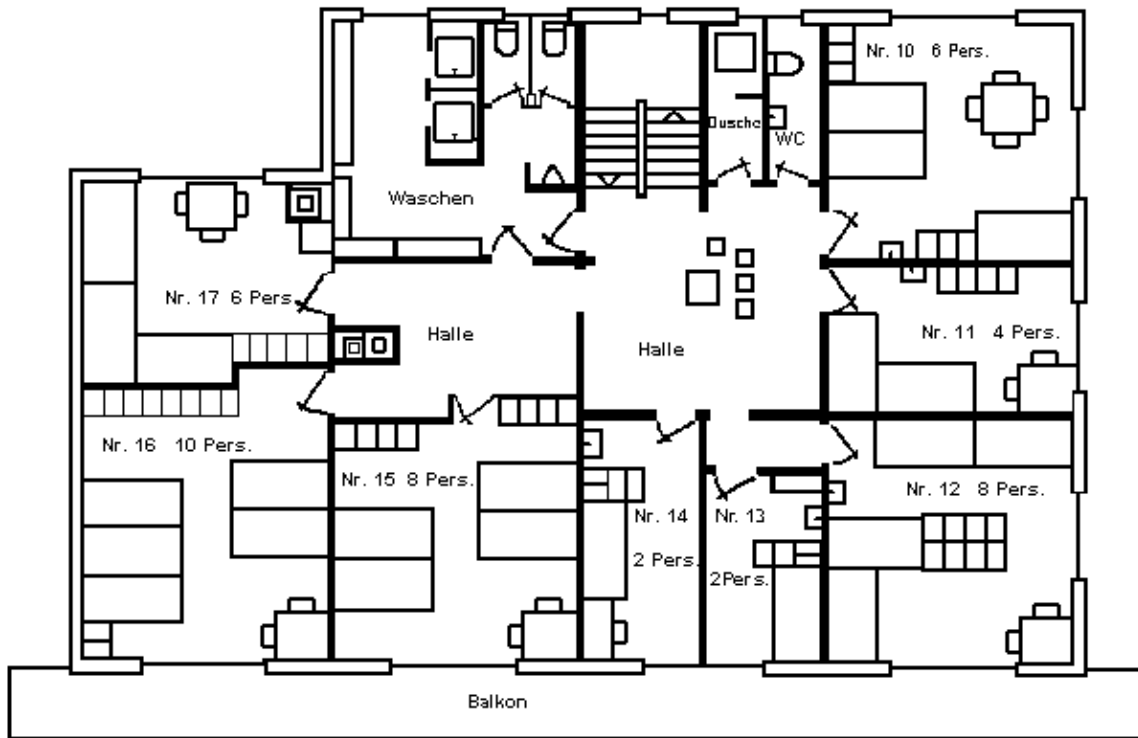 Nr. 10 6 Pers.
Dusche
WC
Waschen
Nr. 17 6 Pers.
Halle
Halle
Nr. 11 4 Pers.
Nr. 16 10 Pers.
Nr. 15 8 Pers.
Nr. 14
2 Pers.
Nr. 13
2Pers.
Nr. 12 8 Pers.
Balkon